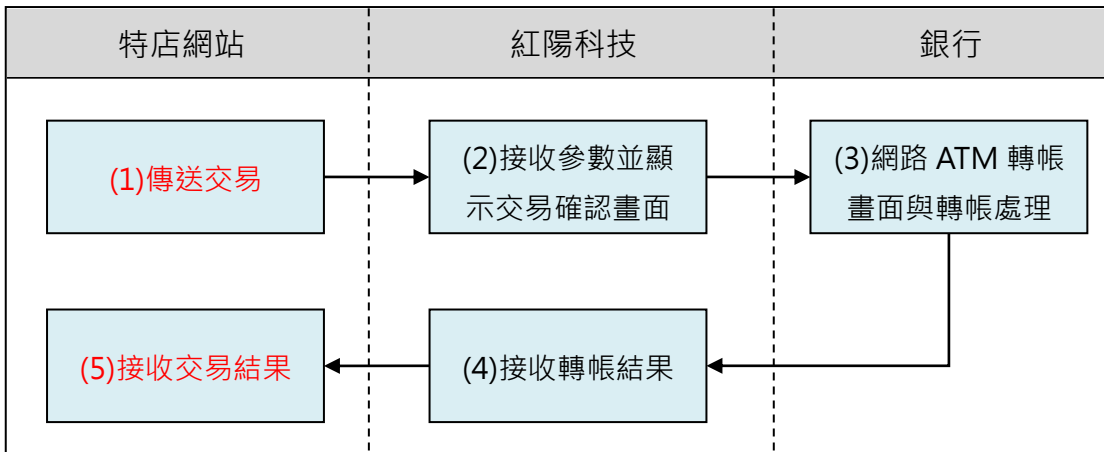 特店網站
紅陽科技
銀行
(1)傳送交易
(2)接收參數並顯
示交易確認畫面
(3)網路 ATM 轉帳
畫面與轉帳處理
(5)接收交易結果
(4)接收轉帳結果